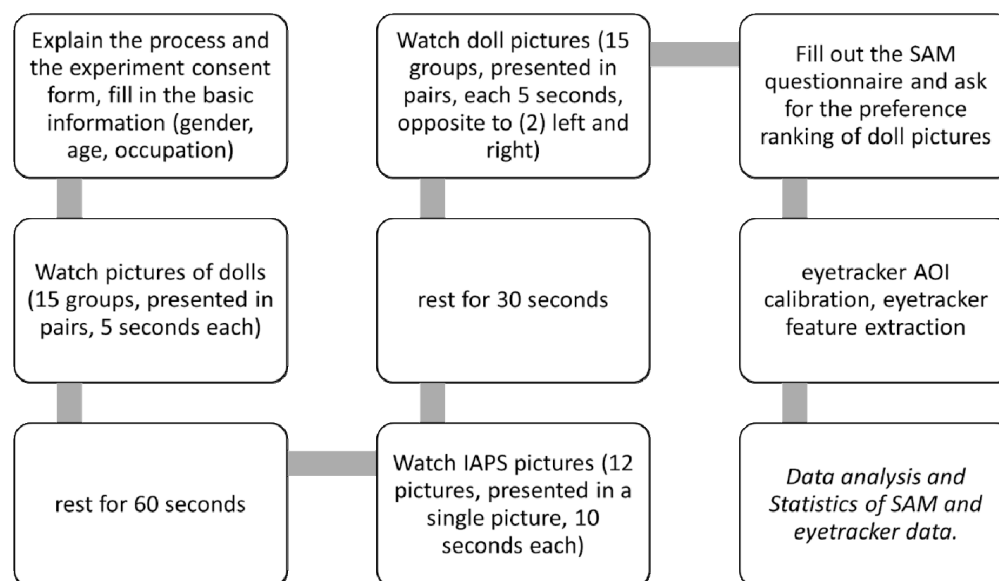 Explain the process and
the experiment consent
form, fill in the basic
information (gender,
age, occupation)
Watch pictures of dolls
(15 groups, presented in
pairs, 5 seconds each)
rest for 60 seconds
Watch IAPS pictures (12
pictures, presented in a
single picture, 10
seconds each)
rest for 30 seconds
Watch doll pictures (15
groups, presented in
pairs, each 5 seconds,
opposite to (2) left and
right)
Fill out the SAM
questionnaire and ask
for the preference
ranking of doll pictures
eyetracker AOI
calibration, eyetracker
feature extraction
Data analysis and
Statistics of SAM and
eyetracker data.